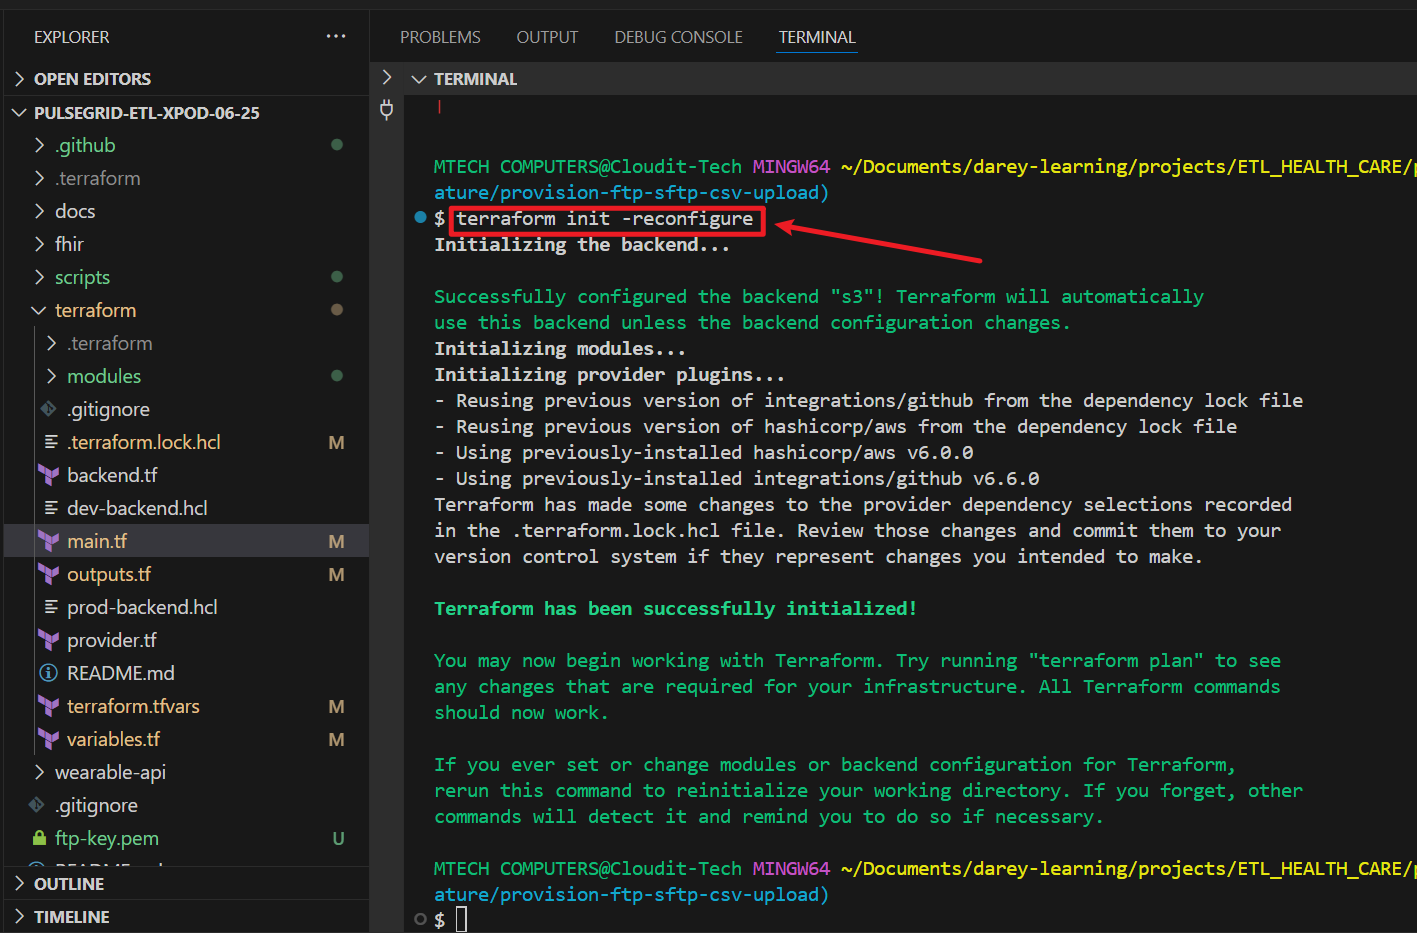 EXPLORER
OPEN EDITORS
PULSEGRID-ETL-XPOD-06-25
.github
.terraform
docs
fhir
scripts
terraform
.terraform
modules
.gitignore
.terraform.lock.hcl M
backend.tf
dev-backend.hcl
main.tf M
outputs.tf M
prod-backend.hcl
provider.tf
README.md
terraform.tfvars M
variables.tf M
wearable-api
.gitignore
ftp-key.pem U
OUTLINE
TIMELINE
PROBLEMS OUTPUT DEBUG CONSOLE TERMINAL
TERMINAL
MTECH COMPUTERS@Cloudit-Tech MINGW64 ~/Documents/darey-learning/projects/ETL_HEALTH_CARE/p
ature/provision-ftp-sftp-csv-upload)
$ terraform init -reconfigure
Initializing the backend...
Successfully configured the backend "s3"! Terraform will automatically
use this backend unless the backend configuration changes.
Initializing modules...
Initializing provider plugins...
- Reusing previous version of integrations/github from the dependency lock file
- Reusing previous version of hashicorp/aws from the dependency lock file
- Using previously-installed hashicorp/aws v6.0.0
- Using previously-installed integrations/github v6.6.0
Terraform has made some changes to the provider dependency selections recorded
in the .terraform.lock.hcl file. Review those changes and commit them to your
version control system if they represent changes you intended to make.
Terraform has been successfully initialized!
You may now begin working with Terraform. Try running "terraform plan" to see
any changes that are required for your infrastructure. All Terraform commands
should now work.
If you ever set or change modules or backend configuration for Terraform,
rerun this command to reinitialize your working directory. If you forget, other
commands will detect it and remind you to do so if necessary.
MTECH COMPUTERS@Cloudit-Tech MINGW64 ~/Documents/darey-learning/projects/ETL_HEALTH_CARE/p
ature/provision-ftp-sftp-csv-upload)
$